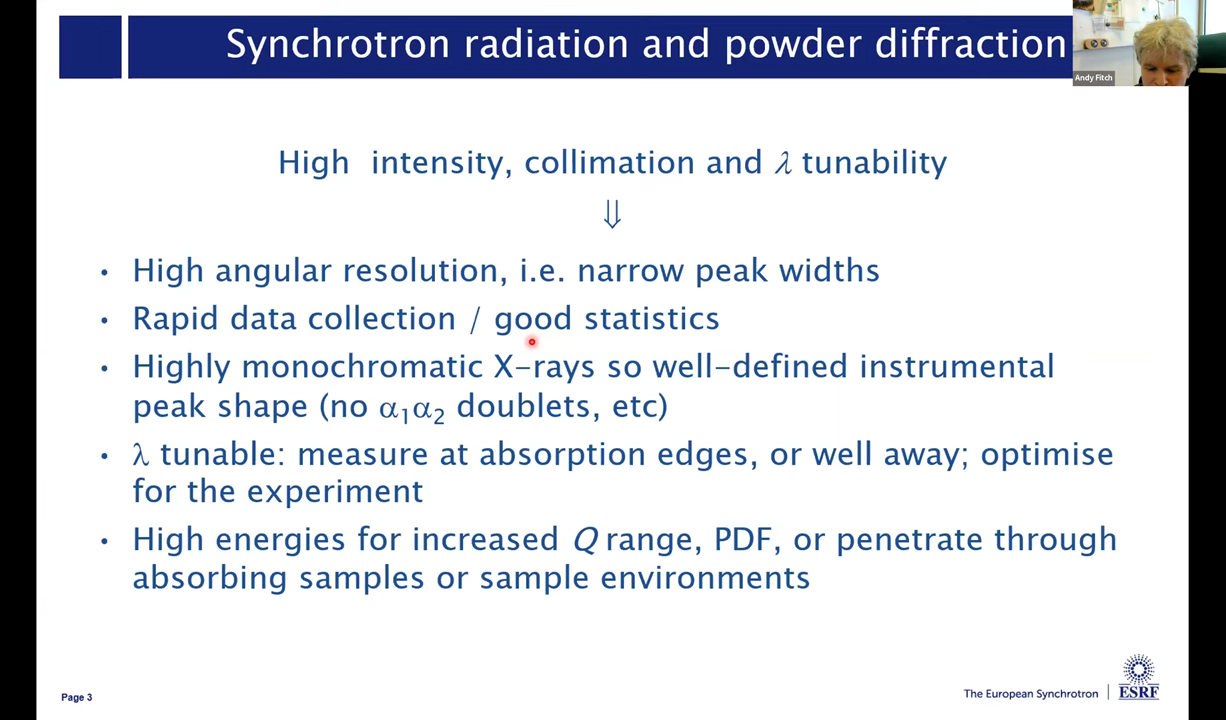 Synchrotron radiation and powder diffraction
Andy Fitch
High intensity, collimation and λ tunability
⇓
• High angular resolution, i.e. narrow peak widths
• Rapid data collection / good statistics
• Highly monochromatic X-rays so well-defined instrumental
peak shape (no α₁α₂ doublets, etc)
• λ tunable: measure at absorption edges, or well away; optimise
for the experiment
• High energies for increased Q range, PDF, or penetrate through
absorbing samples or sample environments
Page 3
The European Synchrotron
ESRF